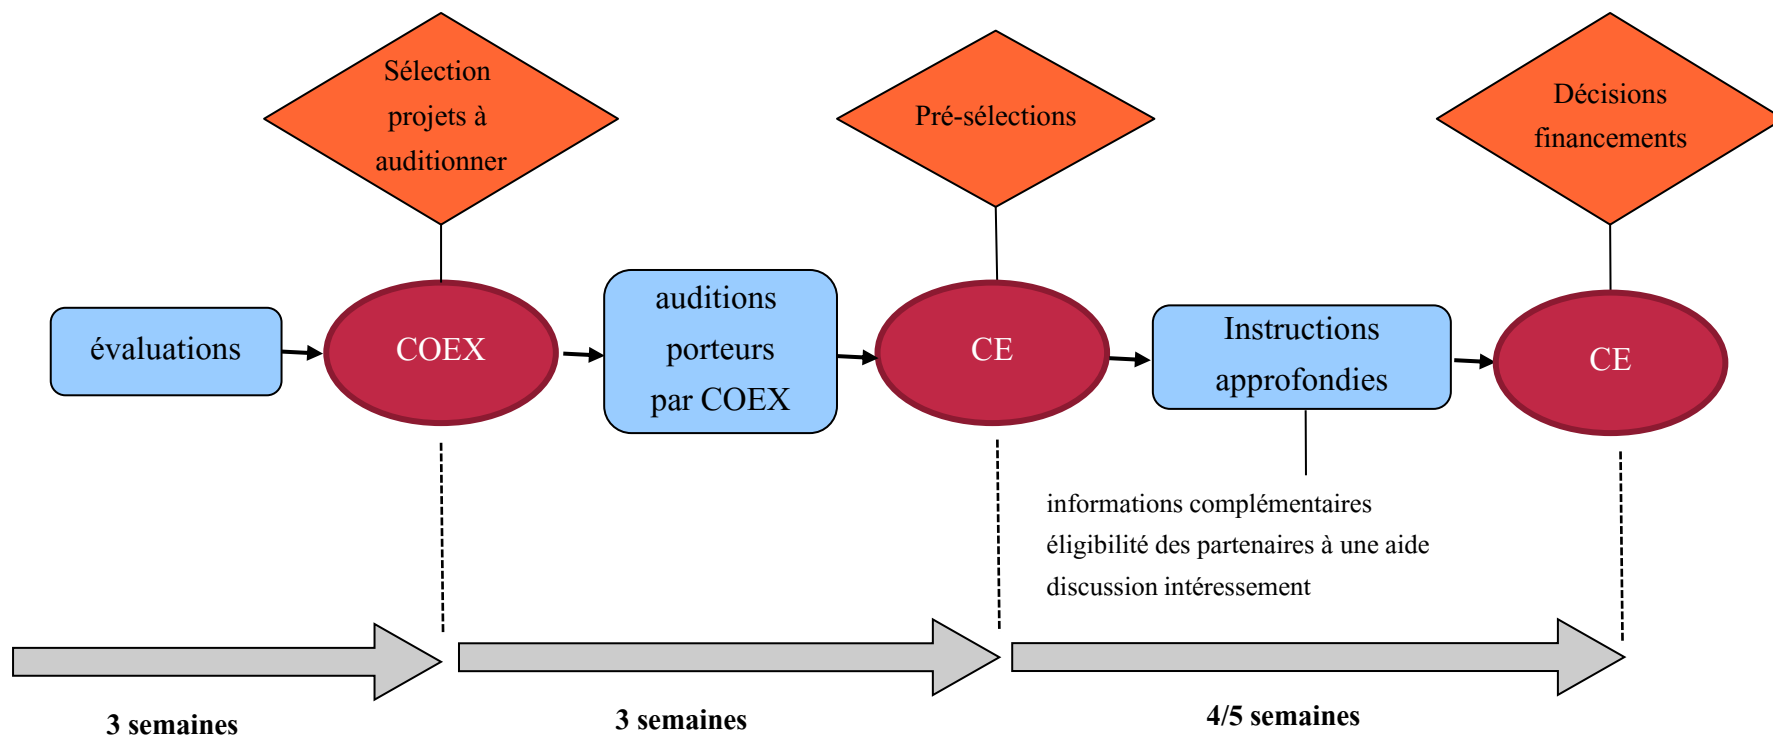 Sélection
projets à
auditionner
Pré-sélections
Décisions
financements
évaluations
COEX
auditions
porteurs
par COEX
CE
Instructions
approfondies
CE
informations complémentaires
éligibilité des partenaires à une aide
discussion intéressement
3 semaines
3 semaines
4/5 semaines